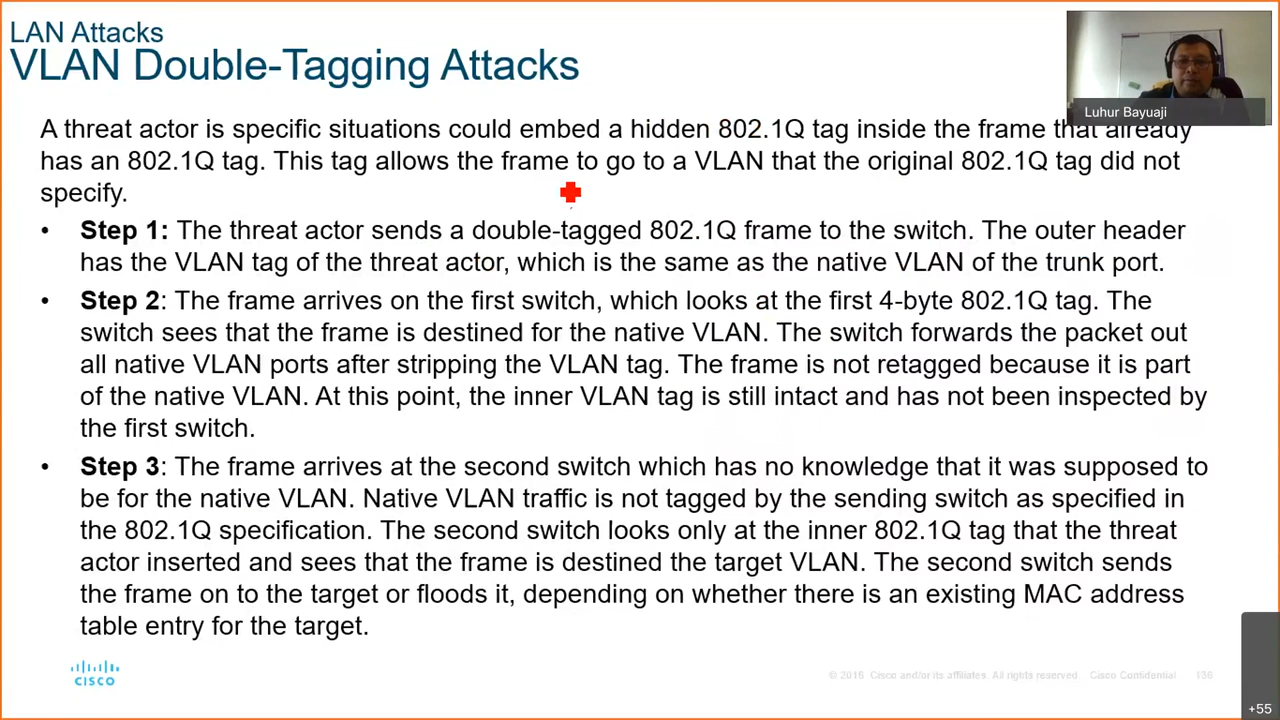 LAN Attacks
VLAN Double-Tagging Attacks
Luhur Bayuaji
A threat actor is specific situations could embed a hidden 802.1Q tag inside the frame that already
has an 802.1Q tag. This tag allows the frame to go to a VLAN that the original 802.1Q tag did not
specify.
• Step 1: The threat actor sends a double-tagged 802.1Q frame to the switch. The outer header
has the VLAN tag of the threat actor, which is the same as the native VLAN of the trunk port.
• Step 2: The frame arrives on the first switch, which looks at the first 4-byte 802.1Q tag. The
switch sees that the frame is destined for the native VLAN. The switch forwards the packet out
all native VLAN ports after stripping the VLAN tag. The frame is not retagged because it is part
of the native VLAN. At this point, the inner VLAN tag is still intact and has not been inspected by
the first switch.
• Step 3: The frame arrives at the second switch which has no knowledge that it was supposed to
be for the native VLAN. Native VLAN traffic is not tagged by the sending switch as specified in
the 802.1Q specification. The second switch looks only at the inner 802.1Q tag that the threat
actor inserted and sees that the frame is destined the target VLAN. The second switch sends
the frame on to the target or floods it, depending on whether there is an existing MAC address
table entry for the target.
CISCO
© 2016 Cisco and/or its affiliates. All rights reserved Cisco Confidential 136
+55